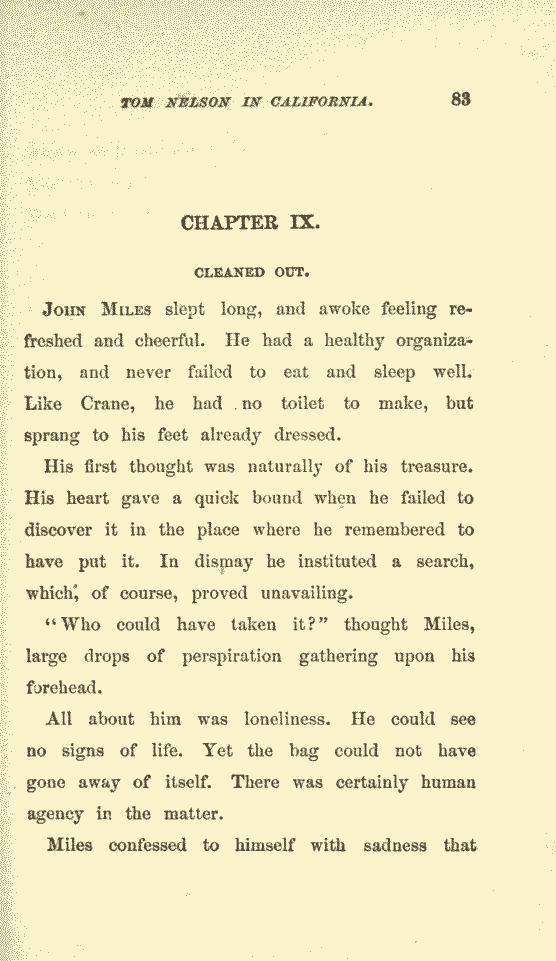 TOM NELSON IN CALIFORNIA. 83
CHAPTER IX.
CLEANED OUT.
JOHN MILES slept long, and awoke feeling re-
freshed and cheerful. He had a healthy organiza-
tion, and never failed to eat and sleep well.
Like Crane, he had no toilet to make, but
sprang to his feet already dressed.
His first thought was naturally of his treasure.
His heart gave a quick bound when he failed to
discover it in the place where he remembered to
have put it. In dismay he instituted a search,
which, of course, proved unavailing.
“Who could have taken it?” thought Miles,
large drops of perspiration gathering upon his
forehead.
All about him was loneliness. He could see
no signs of life. Yet the bag could not have
gone away of itself. There was certainly human
agency in the matter.
Miles confessed to himself with sadness that